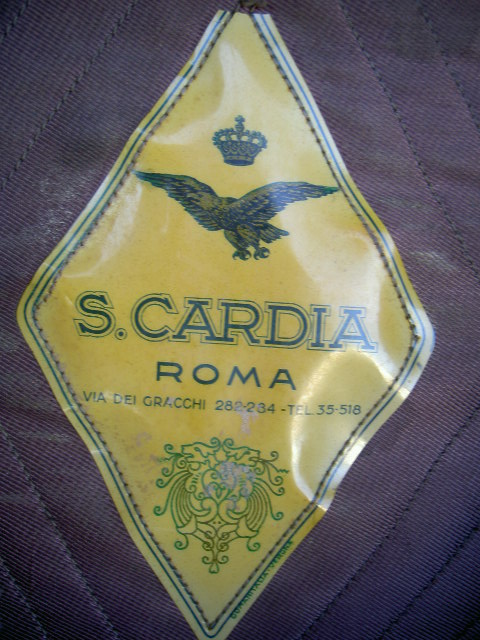 S. CARDIA
ROMA
VIA DEI GRACCHI 282-284 - TEL. 35-518